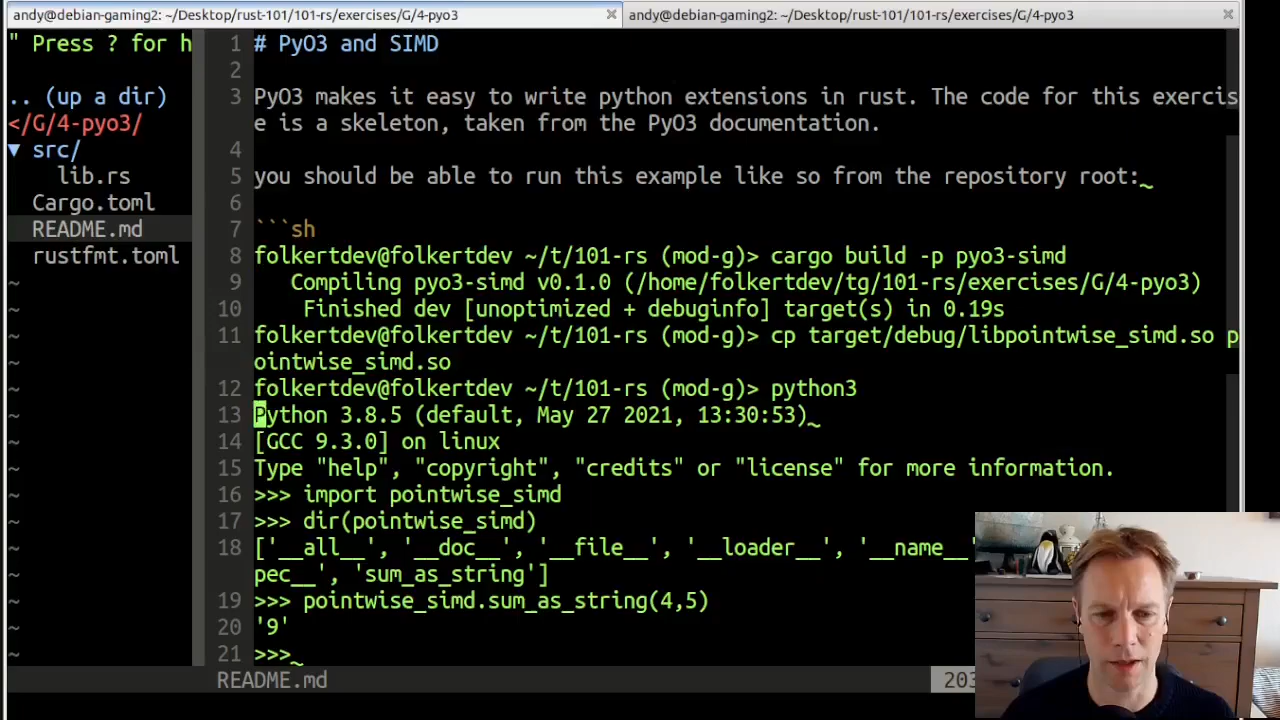 andy@debian-gaming2: ~/Desktop/rust-101/101-rs/exercises/G/4-pyo3
andy@debian-gaming2: ~/Desktop/rust-101/101-rs/exercises/G/4-pyo3
" Press ? for h
.. (up a dir)
</G/4-pyo3/
▼ src/
lib.rs
Cargo.toml
README.md
rustfmt.toml
1 # PyO3 and SIMD
2
3 PyO3 makes it easy to write python extensions in rust. The code for this exercis
e is a skeleton, taken from the PyO3 documentation.
4
5 you should be able to run this example like so from the repository root:~
6
7 ```sh
8 folkertdev@folkertdev ~/t/101-rs (mod-g)> cargo build -p pyo3-simd
9    Compiling pyo3-simd v0.1.0 (/home/folkertdev/tg/101-rs/exercises/G/4-pyo3)
10     Finished dev [unoptimized + debuginfo] target(s) in 0.19s
11 folkertdev@folkertdev ~/t/101-rs (mod-g)> cp target/debug/libpointwise_simd.so p
ointwise_simd.so
12 folkertdev@folkertdev ~/t/101-rs (mod-g)> python3
13 Python 3.8.5 (default, May 27 2021, 13:30:53)~
14 [GCC 9.3.0] on linux
15 Type "help", "copyright", "credits" or "license" for more information.
16 >>> import pointwise_simd
17 >>> dir(pointwise_simd)
18 ['__all__', '__doc__', '__file__', '__loader__', '__name__'
pec__', 'sum_as_string']
19 >>> pointwise_simd.sum_as_string(4,5)
20 '9'
21 >>>~
README.md
203